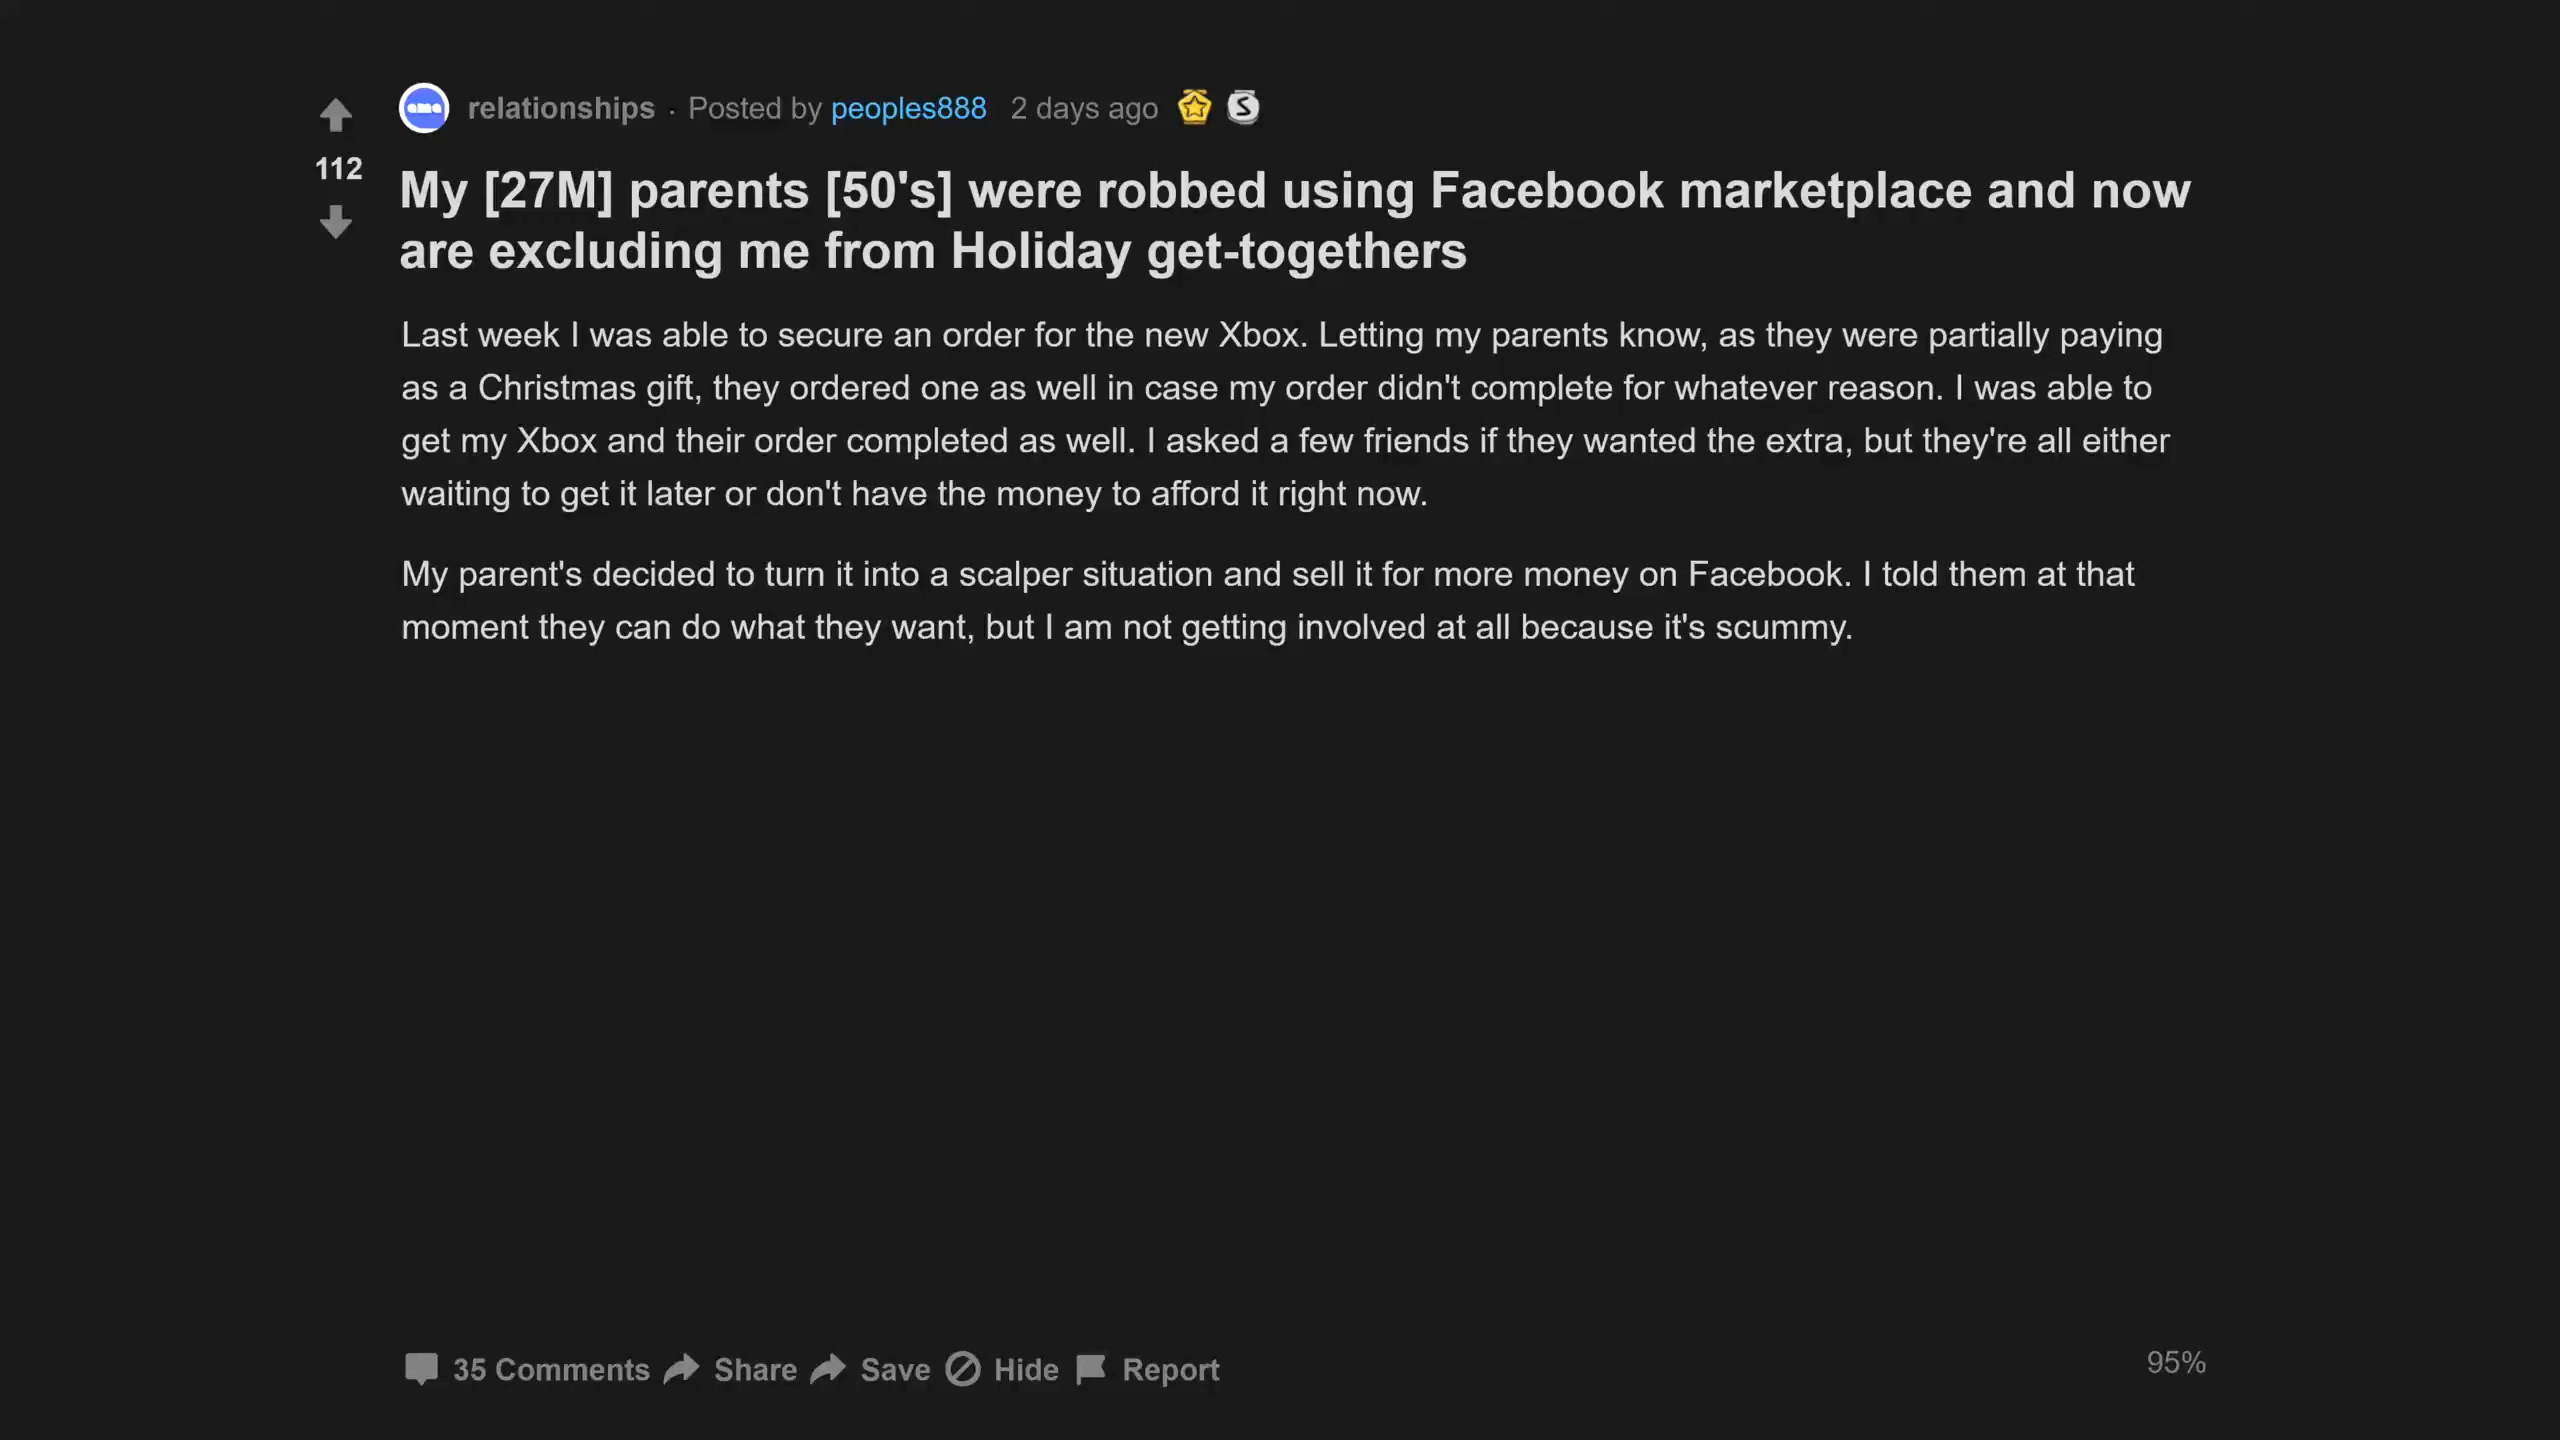 relationships · Posted by peoples888 2 days ago
112
My [27M] parents [50's] were robbed using Facebook marketplace and now
are excluding me from Holiday get-togethers
Last week I was able to secure an order for the new Xbox. Letting my parents know, as they were partially paying
as a Christmas gift, they ordered one as well in case my order didn't complete for whatever reason. I was able to
get my Xbox and their order completed as well. I asked a few friends if they wanted the extra, but they're all either
waiting to get it later or don't have the money to afford it right now.
My parent's decided to turn it into a scalper situation and sell it for more money on Facebook. I told them at that
moment they can do what they want, but I am not getting involved at all because it's scummy.
35 Comments Share Save Hide Report
95%